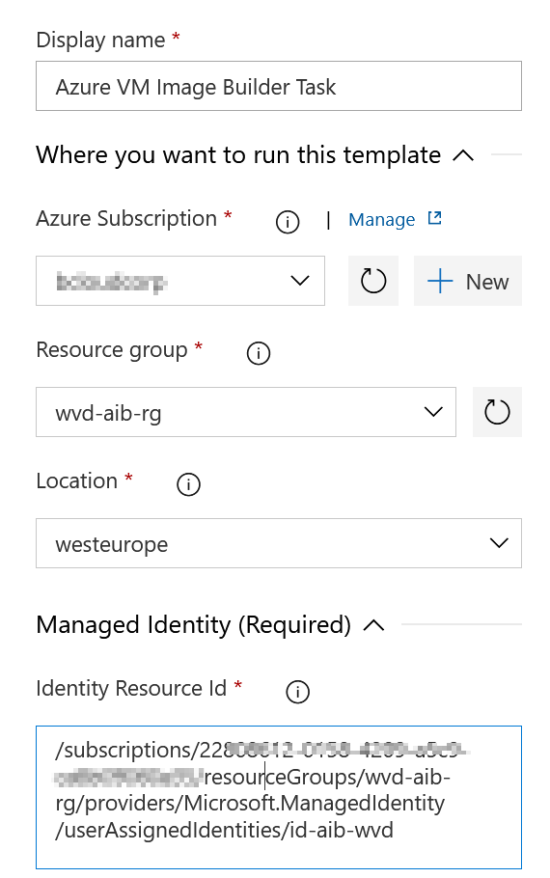 Display name *
Azure VM Image Builder Task
Where you want to run this template
Azure Subscription * | Manage
New
Resource group *
wvd-aib-rg
Location *
westeurope
Managed Identity (Required)
Identity Resource Id *
/subscriptions/22
resourceGroups/wvd-aib-
rg/providers/Microsoft.ManagedIdentity
/userAssignedIdentities/id-aib-wvd